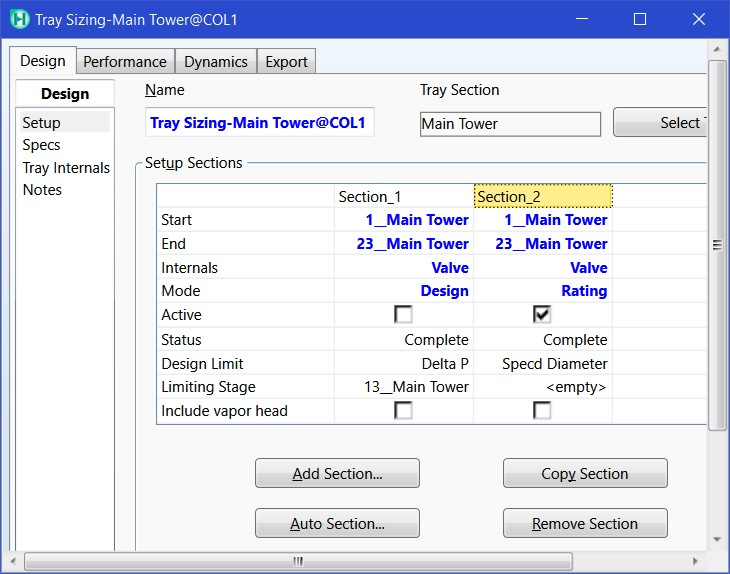 Tray Sizing-Main Tower@COL1
Design Performance Dynamics Export
Design
Setup
Specs
Tray Internals
Notes
Name
Tray Section
Tray Sizing-Main Tower@COL1
Main Tower
Select
Setup Sections
Section_1 Section_2
Start 1__Main Tower 1__Main Tower
End 23__Main Tower 23__Main Tower
Internals Valve Valve
Mode Design Rating
Active
Status Complete Complete
Design Limit Delta P Specd Diameter
Limiting Stage 13__Main Tower <empty>
Include vapor head
Add Section... Copy Section
Auto Section... Remove Section